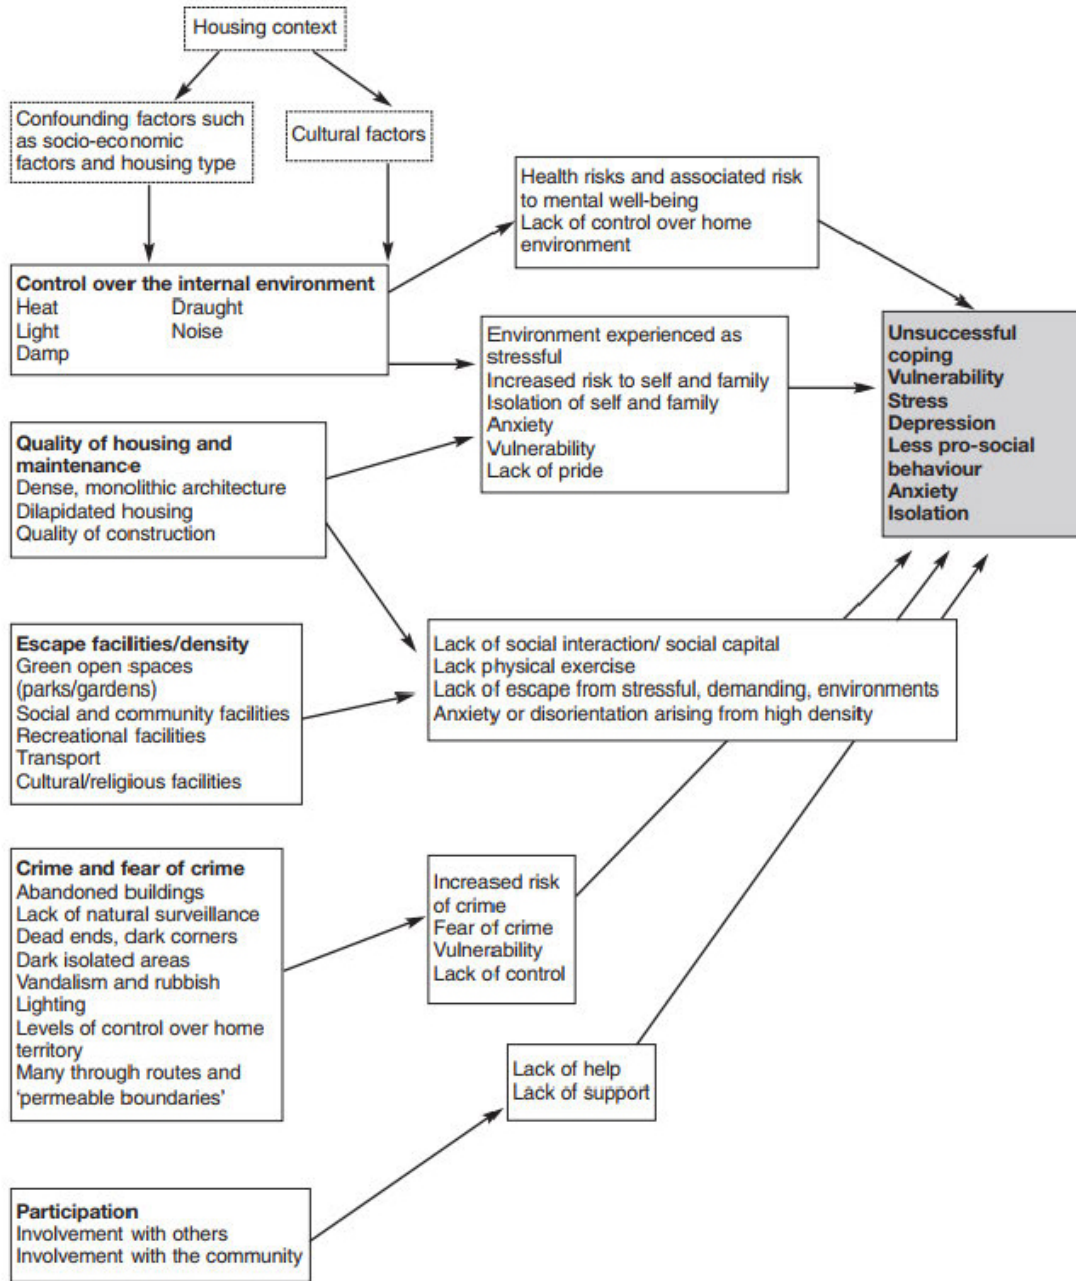 Housing context
Confounding factors such
as socio-economic
factors and housing type
Cultural factors
Health risks and associated risk
to mental well-being
Lack of control over home
environment
Control over the internal environment
Heat Draught
Light Noise
Damp
Environment experienced as
stressful
Increased risk to self and family
Isolation of self and family
Anxiety
Vulnerability
Lack of pride
Unsuccessful
coping
Vulnerability
Stress
Depression
Less pro-social
behaviour
Anxiety
Isolation
Quality of housing and
maintenance
Dense, monolithic architecture
Dilapidated housing
Quality of construction
Escape facilities/density
Green open spaces
(parks/gardens)
Social and community facilities
Recreational facilities
Transport
Cultural/religious facilities
Lack of social interaction/ social capital
Lack physical exercise
Lack of escape from stressful, demanding, environments
Anxiety or disorientation arising from high density
Crime and fear of crime
Abandoned buildings
Lack of natural surveillance
Dead ends, dark corners
Dark isolated areas
Vandalism and rubbish
Lighting
Levels of control over home
territory
Many through routes and
‘permeable boundaries’
Increased risk
of crime
Fear of crime
Vulnerability
Lack of control
Lack of help
Lack of support
Participation
Involvement with others
Involvement with the community